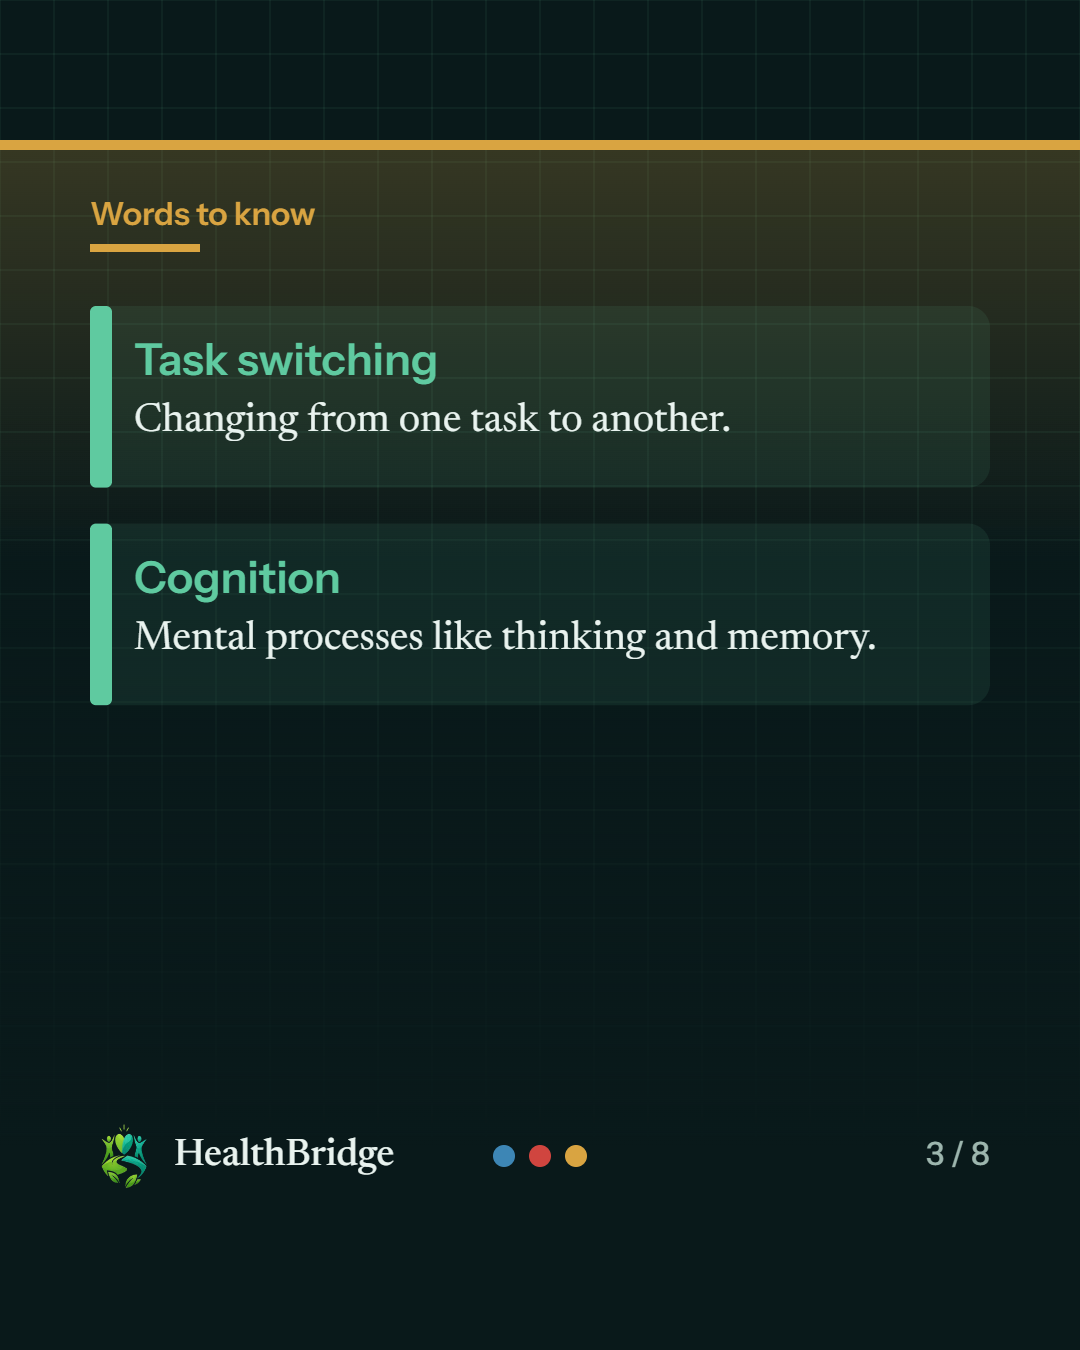 Words to know
Task switching
Changing from one task to another.
Cognition
Mental processes like thinking and memory.
HealthBridge
3 / 8